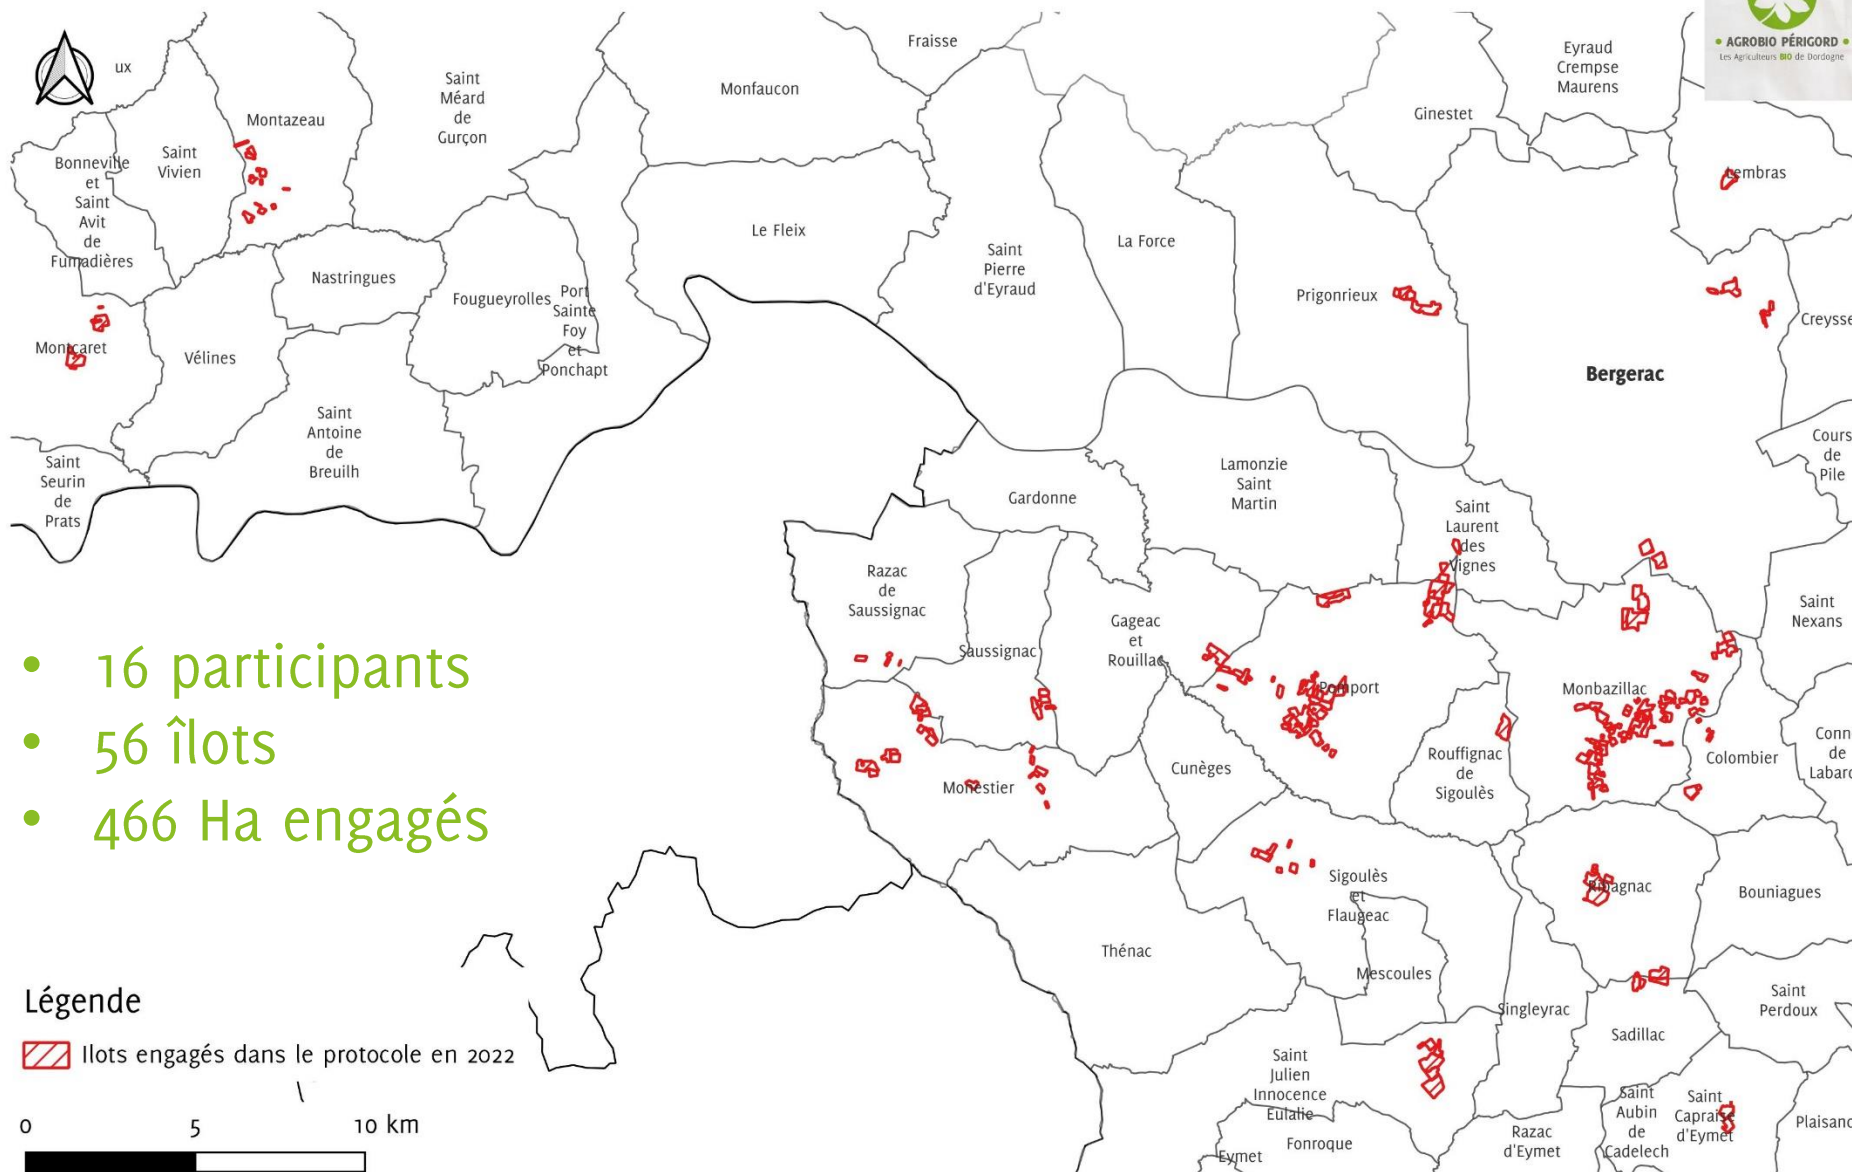 • AGROBIO PÉRIGORD •
Les Agriculteurs BIO de Dordogne
ux
Fraisse
Eyraud
Crempse
Maurens
Saint
Méard
de
Gurçon
Monfaucon
Montazeau
Ginestet
Bonneville
et
Saint
Avit
de
Fumadières
Saint
Vivien
Lembras
Le Fleix
La Force
Saint
Pierre
d'Eyraud
Nastringues
Fougueyrolles
Port
Sainte
Foy
et
Ponchapt
Prigonrieux
Creysse
Montcaret
Vélines
Bergerac
Saint
Antoine
de
Breuilh
Cours
de
Pile
Saint
Seurin
de
Prats
Lamonzie
Saint
Martin
Gardonne
Saint
Laurent
des
Vignes
Razac
de
Saussignac
Saint
Nexans
Gageac
et
Rouillac
Saussignac
Pomport
Monbazillac
• 16 participants
• 56 îlots
• 466 Ha engagés
Rouffignac
de
Sigoulès
Colombier
Conn
de
Labard
Cunèges
Monestier
Sigoulès
et
Flaugeac
Ribagnac
Bouniagues
Thénac
Mescoules
Singleyrac
Saint
Perdoux
Sadillac
Saint
Julien
Innocence
Eulalie
Saint
Aubin
de
Cadelech
Saint
Capraise
d'Eymet
Plaisanc
Razac
d'Eymet
Fonroque
Eymet
Légende
Ilots engagés dans le protocole en 2022
0 5 10 km